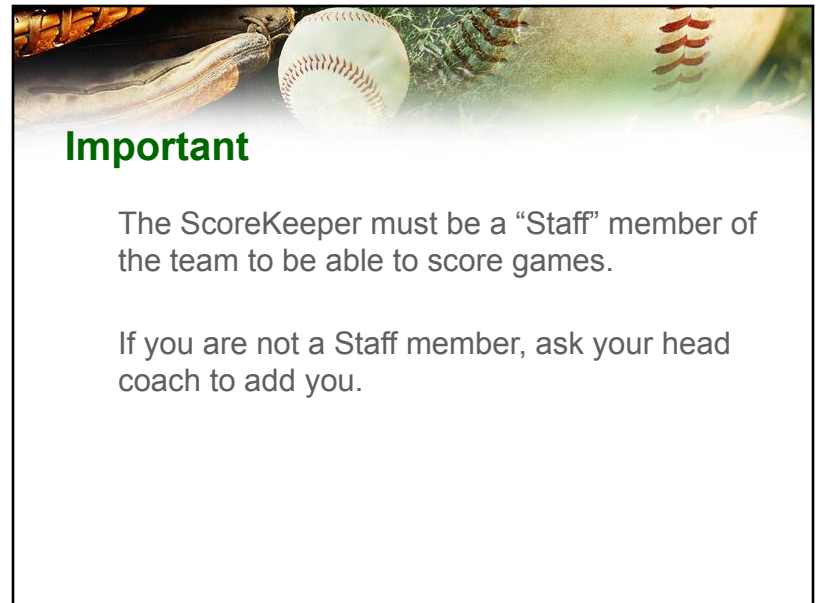 Important
The ScoreKeeper must be a “Staff” member of
the team to be able to score games.
If you are not a Staff member, ask your head
coach to add you.